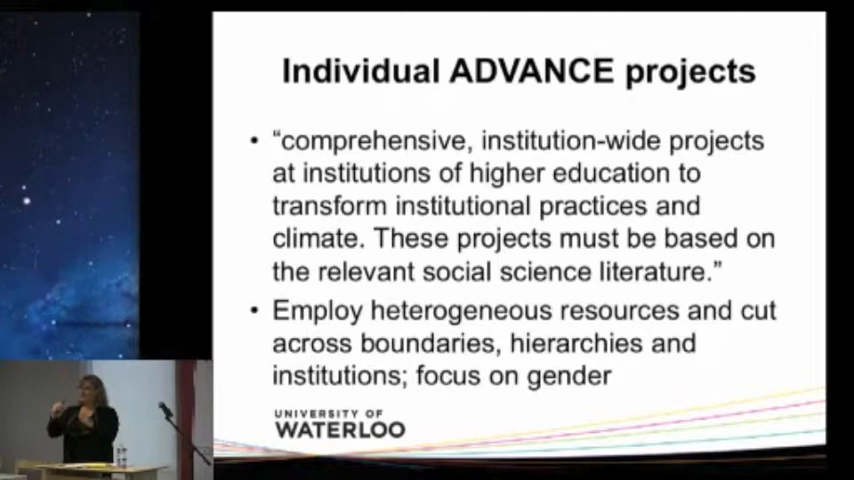 Individual ADVANCE projects
• “comprehensive, institution-wide projects
at institutions of higher education to
transform institutional practices and
climate. These projects must be based on
the relevant social science literature.”
• Employ heterogeneous resources and cut
across boundaries, hierarchies and
institutions; focus on gender
UNIVERSITY OF
WATERLOO